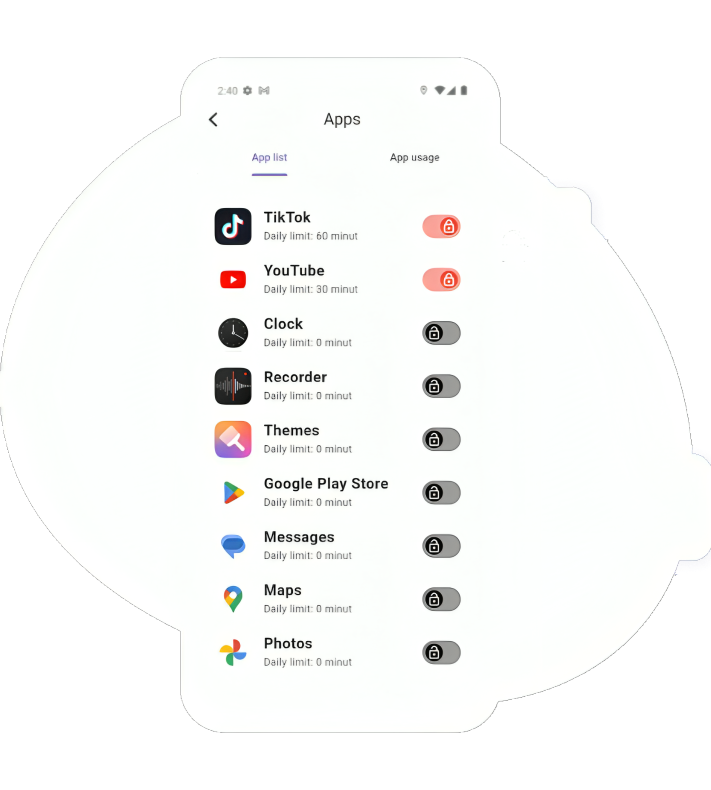 2:40
Apps
App list App usage
TikTok
Daily limit: 60 minut
YouTube
Daily limit: 30 minut
Clock
Daily limit: 0 minut
Recorder
Daily limit: 0 minut
Themes
Daily limit: 0 minut
Google Play Store
Daily limit: 0 minut
Messages
Daily limit: 0 minut
Maps
Daily limit: 0 minut
Photos
Daily limit: 0 minut